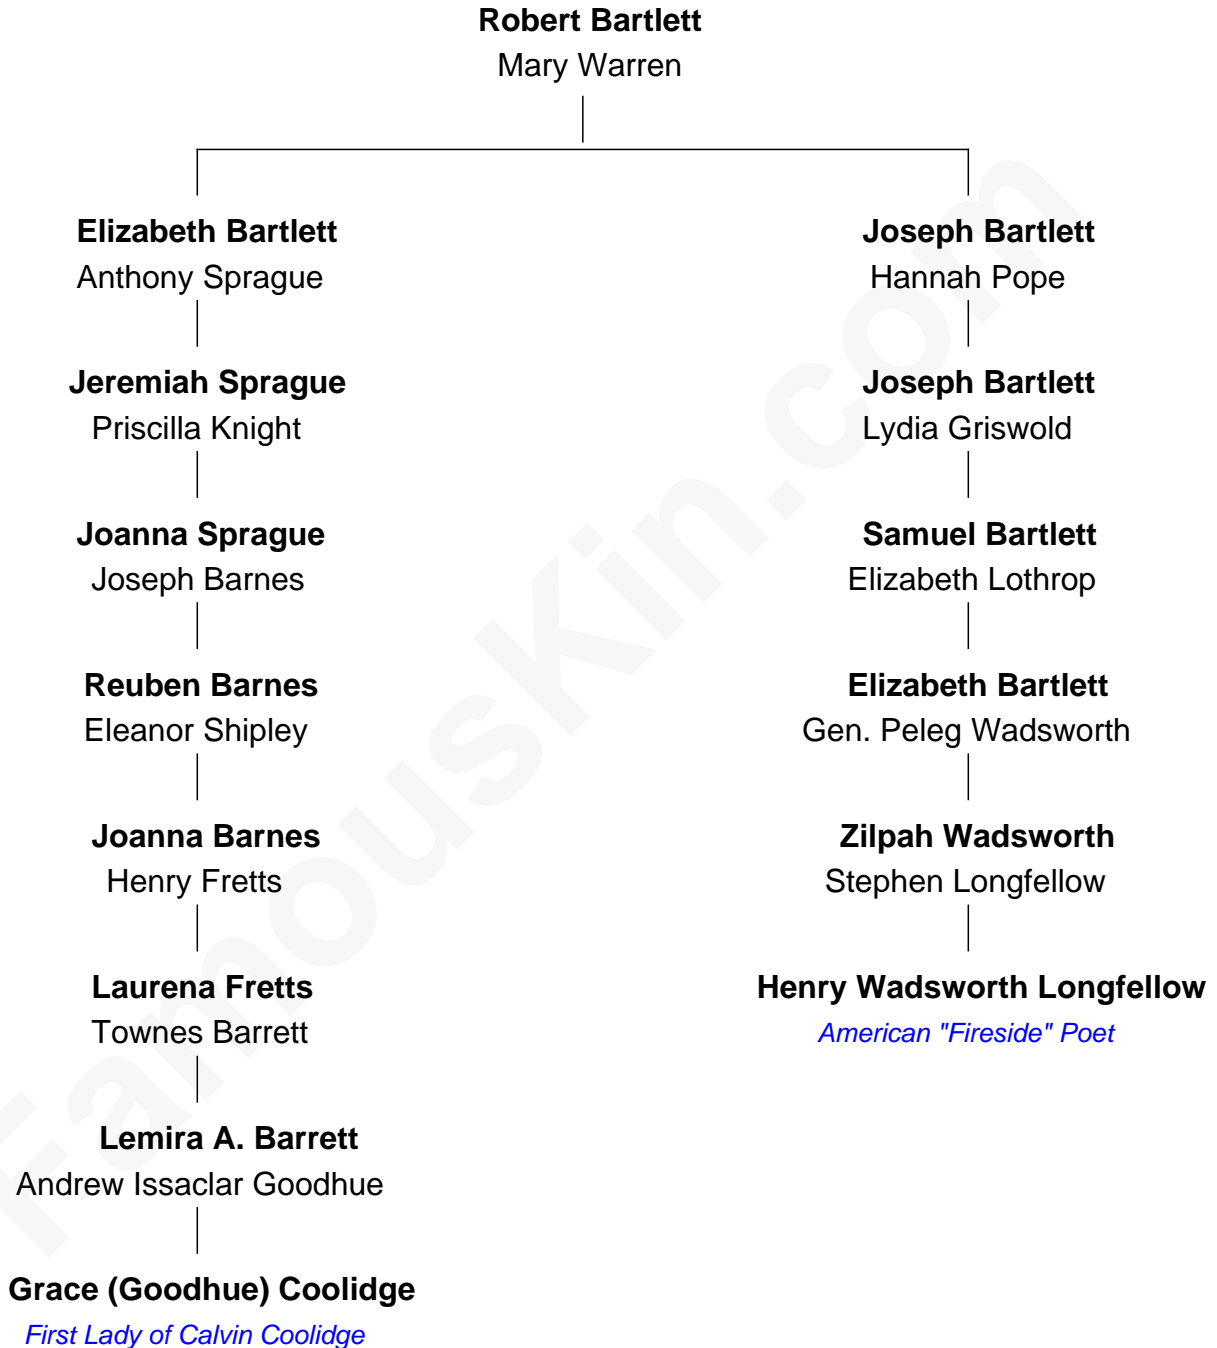 Robert Bartlett
Mary Warren
Elizabeth Bartlett
Anthony Sprague
Joseph Bartlett
Hannah Pope
Jeremiah Sprague
Priscilla Knight
Joseph Bartlett
Lydia Griswold
Joanna Sprague
Joseph Barnes
Samuel Bartlett
Elizabeth Lothrop
Reuben Barnes
Eleanor Shipley
Elizabeth Bartlett
Gen. Peleg Wadsworth
Joanna Barnes
Henry Fretts
Zilpah Wadsworth
Stephen Longfellow
Laurena Fretts
Townes Barrett
Henry Wadsworth Longfellow
American "Fireside" Poet
Lemira A. Barrett
Andrew Issaclar Goodhue
Grace (Goodhue) Coolidge
First Lady of Calvin Coolidge
FamousKin.com